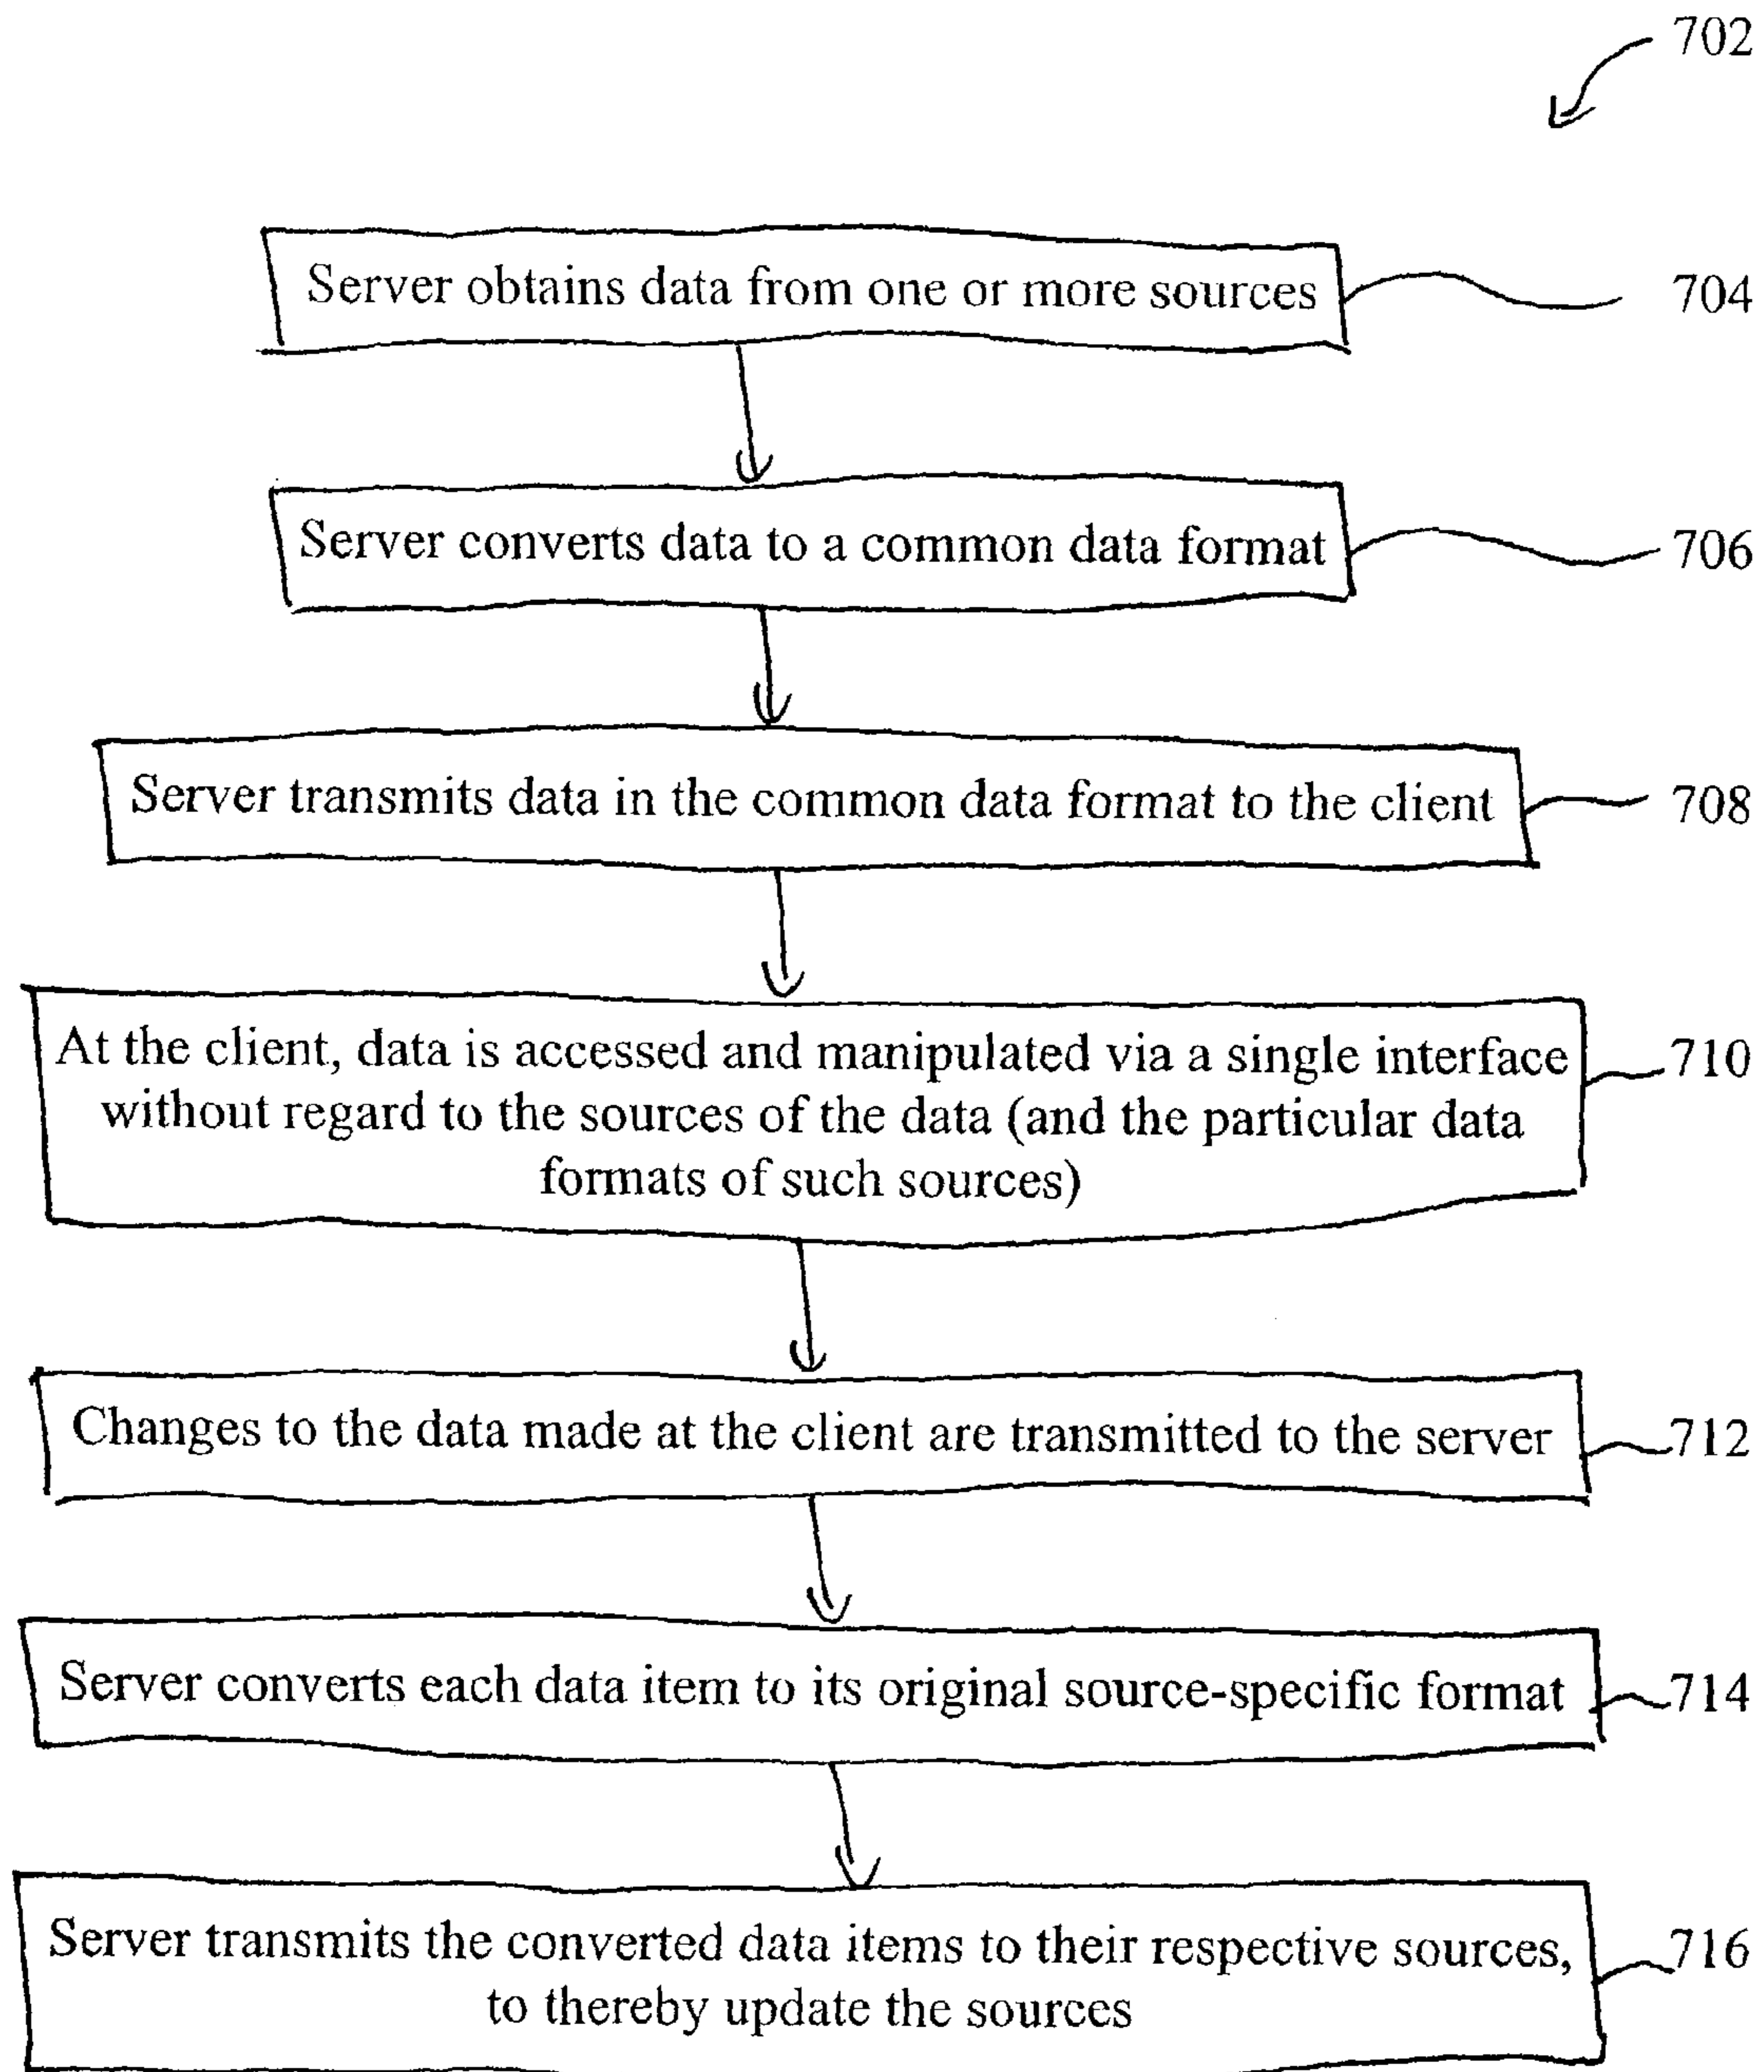 702
Server obtains data from one or more sources
704
Server converts data to a common data format
706
Server transmits data in the common data format to the client
708
At the client, data is accessed and manipulated via a single interface
without regard to the sources of the data (and the particular data
formats of such sources)
710
Changes to the data made at the client are transmitted to the server
712
Server converts each data item to its original source-specific format
714
Server transmits the converted data items to their respective sources,
to thereby update the sources
716